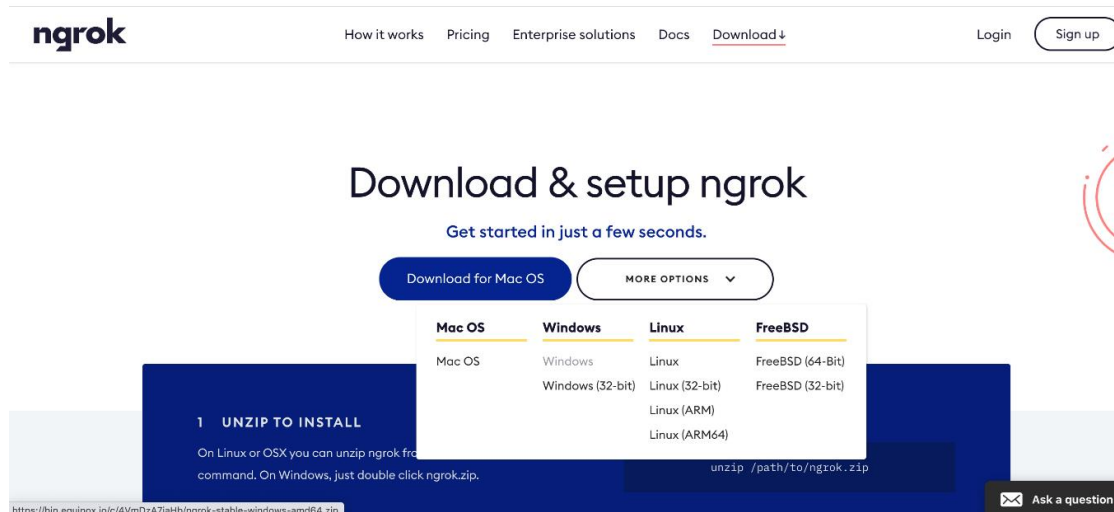 ngrok
How it works Pricing Enterprise solutions Docs Download↓ Login Sign up
Download & setup ngrok
Get started in just a few seconds.
Download for Mac OS MORE OPTIONS
Mac OS Windows Linux FreeBSD
Mac OS Windows Linux FreeBSD (64-Bit)
Windows (32-bit) Linux (32-bit) FreeBSD (32-bit)
Linux (ARM)
Linux (ARM64)
1 UNZIP TO INSTALL
On Linux or OSX you can unzip ngrok
command. On Windows, just double click ngrok.zip.
unzip /path/to/ngrok.zip
Ask a question